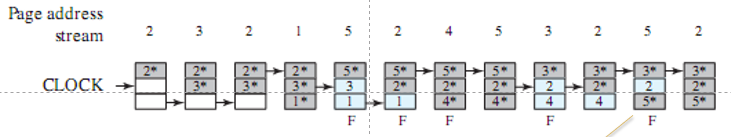 Page address
stream 2 3 2 1 5 2 4 5 3 2 5 2
2* 2* 2* 2* 5* 5* 5* 5* 3* 3* 3* 3*
CLOCK 3* 3* 3* 3 2* 2* 2* 2 2* 2 2*
1* 1 1 4* 4* 4 4 5* 5*
F F F F F